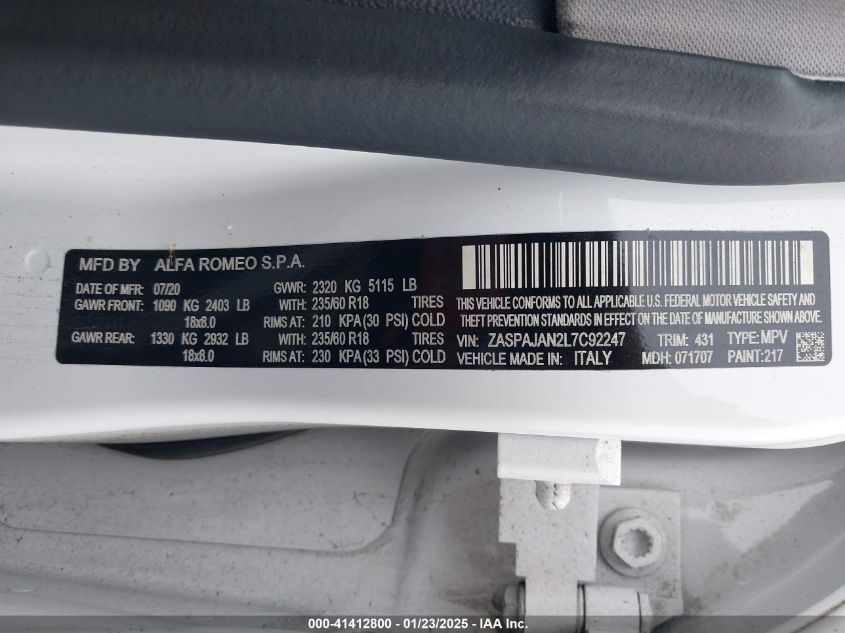 MFD BY ALFA ROMEO S.P.A.
DATE OF MFR: 07/20 GVWR: 2320 KG 5115 LB
GAWR FRONT: 1090 KG 2403 LB WITH: 235/60 R18 TIRES
18x8.0 RIMS AT: 210 KPA (30 PSI) COLD
GAWR REAR: 1330 KG 2932 LB WITH: 235/60 R18 TIRES
18x8.0 RIMS AT: 230 KPA (33 PSI) COLD
THIS VEHICLE CONFORMS TO ALL APPLICABLE U.S. FEDERAL MOTOR VEHICLE SAFETY AND
THEFT PREVENTION STANDARDS IN EFFECT ON THE DATE OF MANUFACTURE SHOWN ABOVE.
VIN: ZASPAJAN2L7C92247 TRIM: 431 TYPE: MPV
VEHICLE MADE IN: ITALY MDH: 071707 PAINT: 217
000-41412800 - 01/23/2025 - IAA Inc.